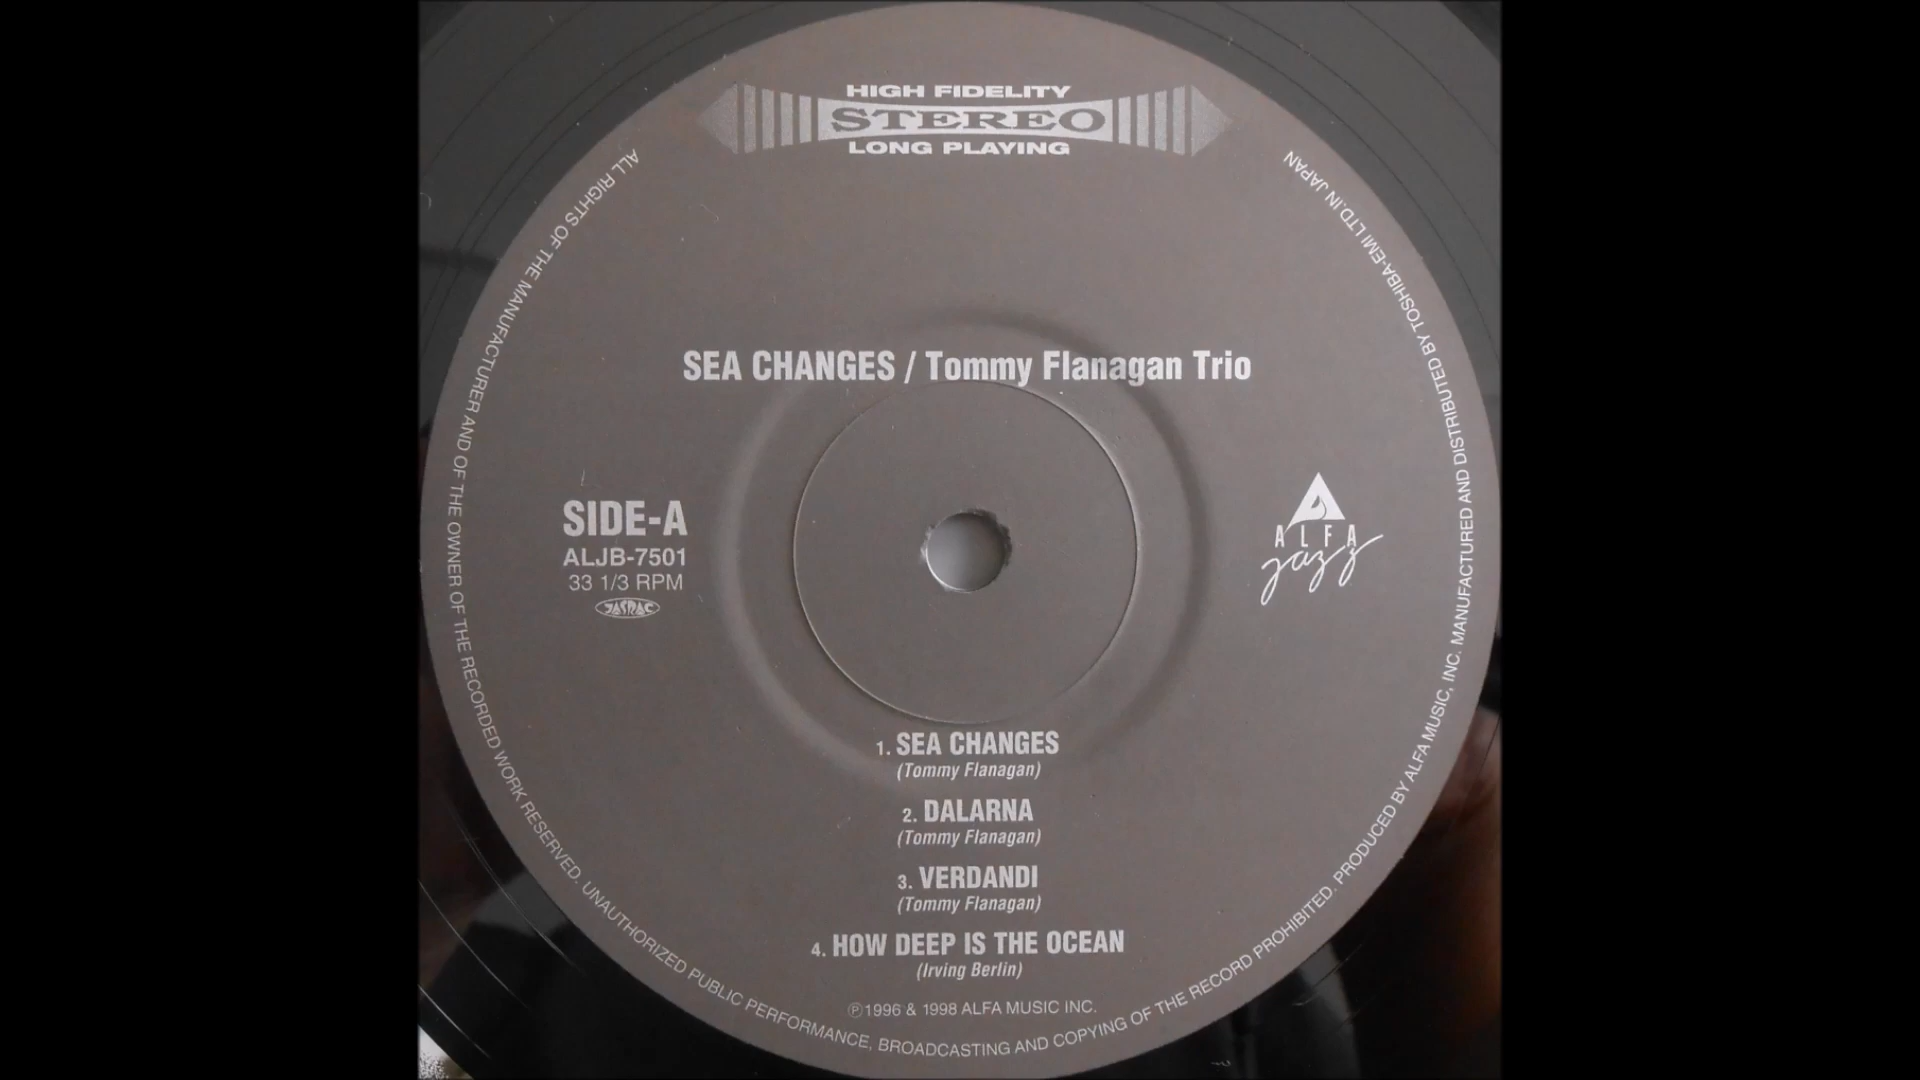 HIGH FIDELITY
STEREO
LONG PLAYING
SEA CHANGES / Tommy Flanagan Trio
SIDE-A
ALJB-7501
33 1/3 RPM
JASRAC
ALFA
jazz
1. SEA CHANGES
(Tommy Flanagan)
2. DALARNA
(Tommy Flanagan)
3. VERDANDI
(Tommy Flanagan)
4. HOW DEEP IS THE OCEAN
(Irving Berlin)
Ⓟ1996 & 1998 ALFA MUSIC INC.
ALL RIGHTS OF THE MANUFACTURER AND OF THE OWNER OF THE RECORDED WORK RESERVED. UNAUTHORIZED PUBLIC PERFORMANCE, BROADCASTING AND COPYING OF THE RECORD PROHIBITED. PRODUCED BY ALFA MUSIC, INC. MANUFACTURED AND DISTRIBUTED BY TOSHIBA-EMI LTD.IN JAPAN